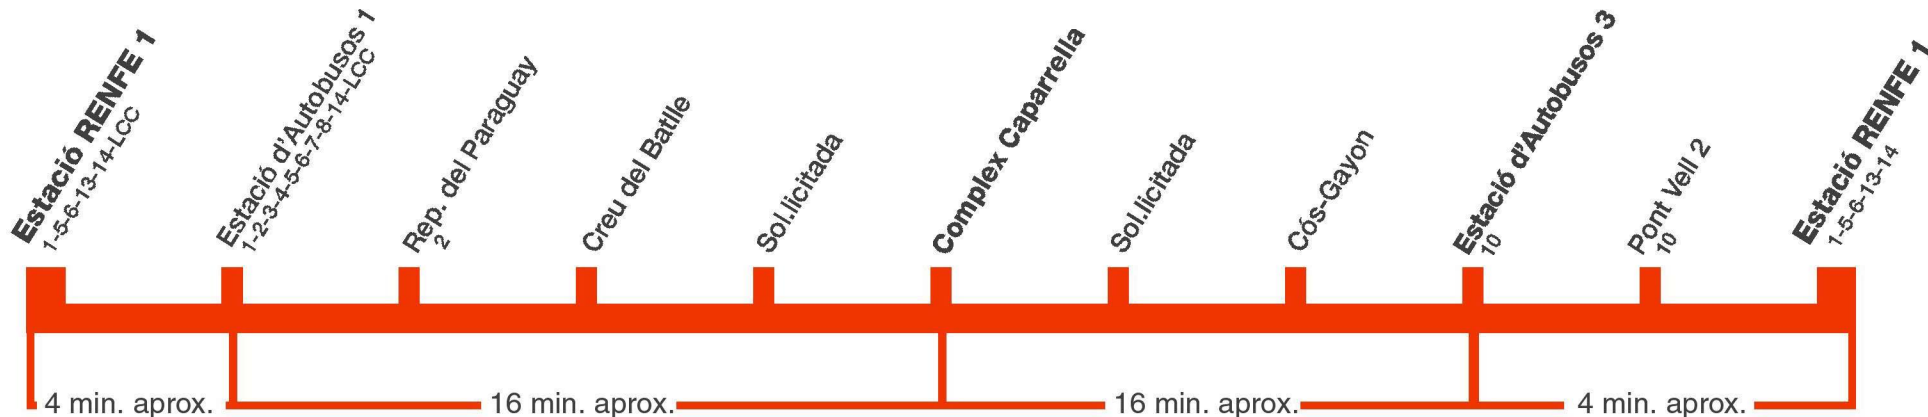 Estació RENFE 1
1-5-6-13-14-LCC
Estació d'Autobusos 1
1-2-3-4-5-6-7-8-14-LCC
Rep. del Paraguay
2
Creu del Batlle
Sol.licitada
Complex Caparrella
Sol.licitada
Cós-Gayon
Estació d'Autobusos 3
10
Pont Vell 2
10
Estació RENFE 1
1-5-6-13-14
4 min. aprox.
16 min. aprox.
16 min. aprox.
4 min. aprox.